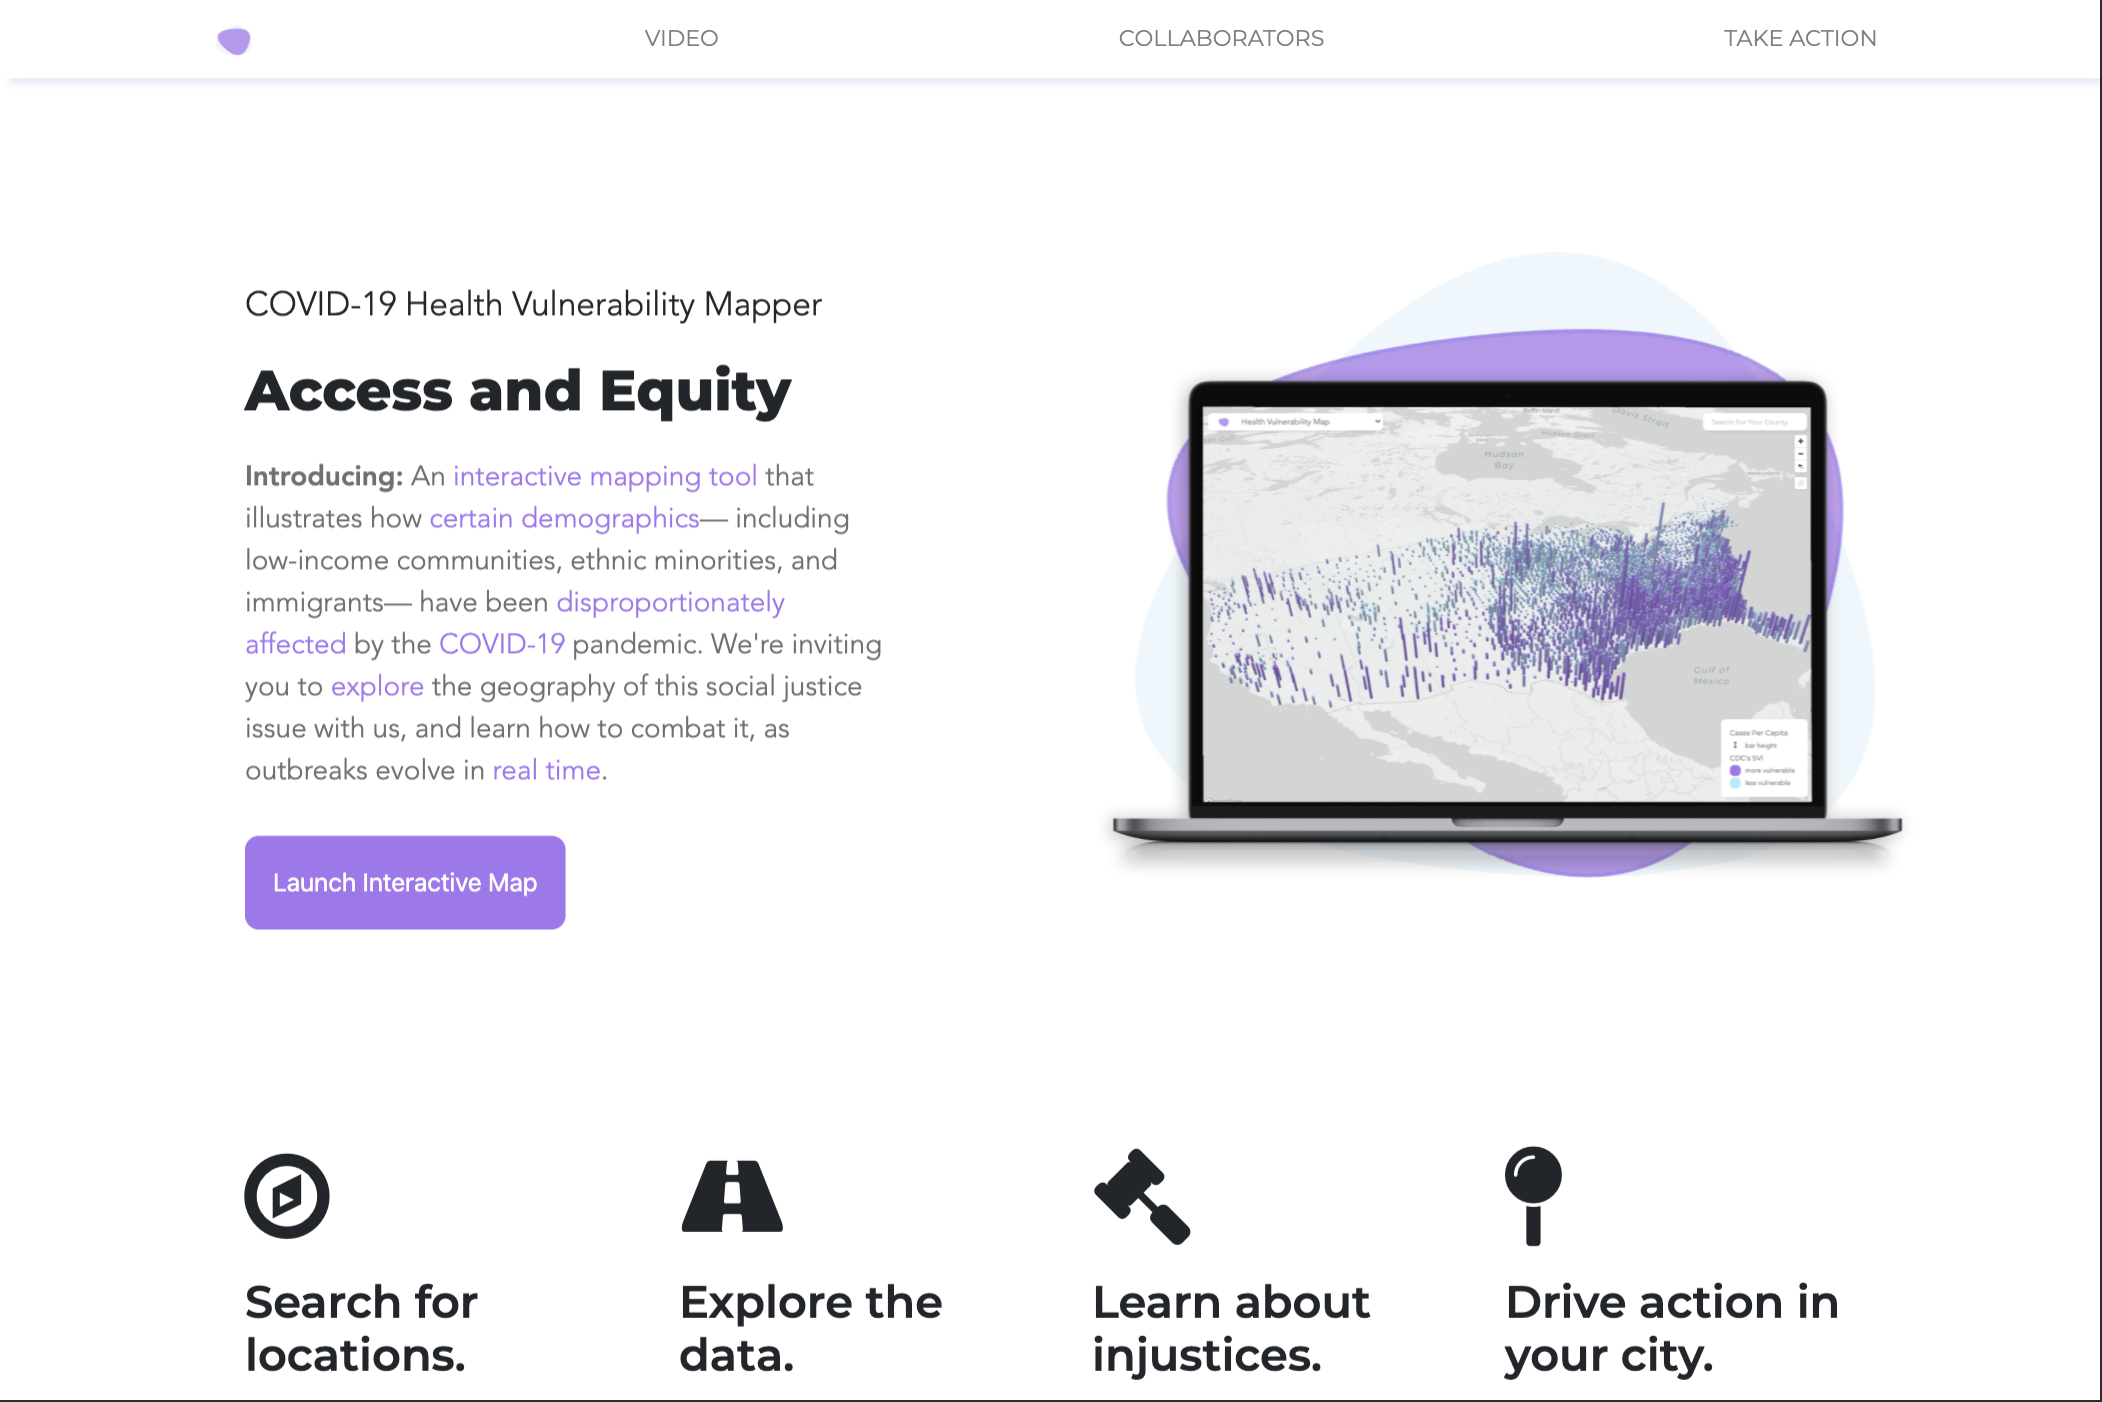 VIDEO
COLLABORATORS
TAKE ACTION
COVID-19 Health Vulnerability Mapper
Access and Equity
Introducing: An interactive mapping tool that
illustrates how certain demographics— including
low-income communities, ethnic minorities, and
immigrants— have been disproportionately
affected by the COVID-19 pandemic. We're inviting
you to explore the geography of this social justice
issue with us, and learn how to combat it, as
outbreaks evolve in real time.
Launch Interactive Map
Health Vulnerability Map
Search For Your County
Davis Strait
Hudson Strait
Hudson
Bay
Gulf of
Mexico
Cases Per Capita
bar height
CDC's SVI
more vulnerable
less vulnerable
Search for
locations.
Explore the
data.
Learn about
injustices.
Drive action in
your city.